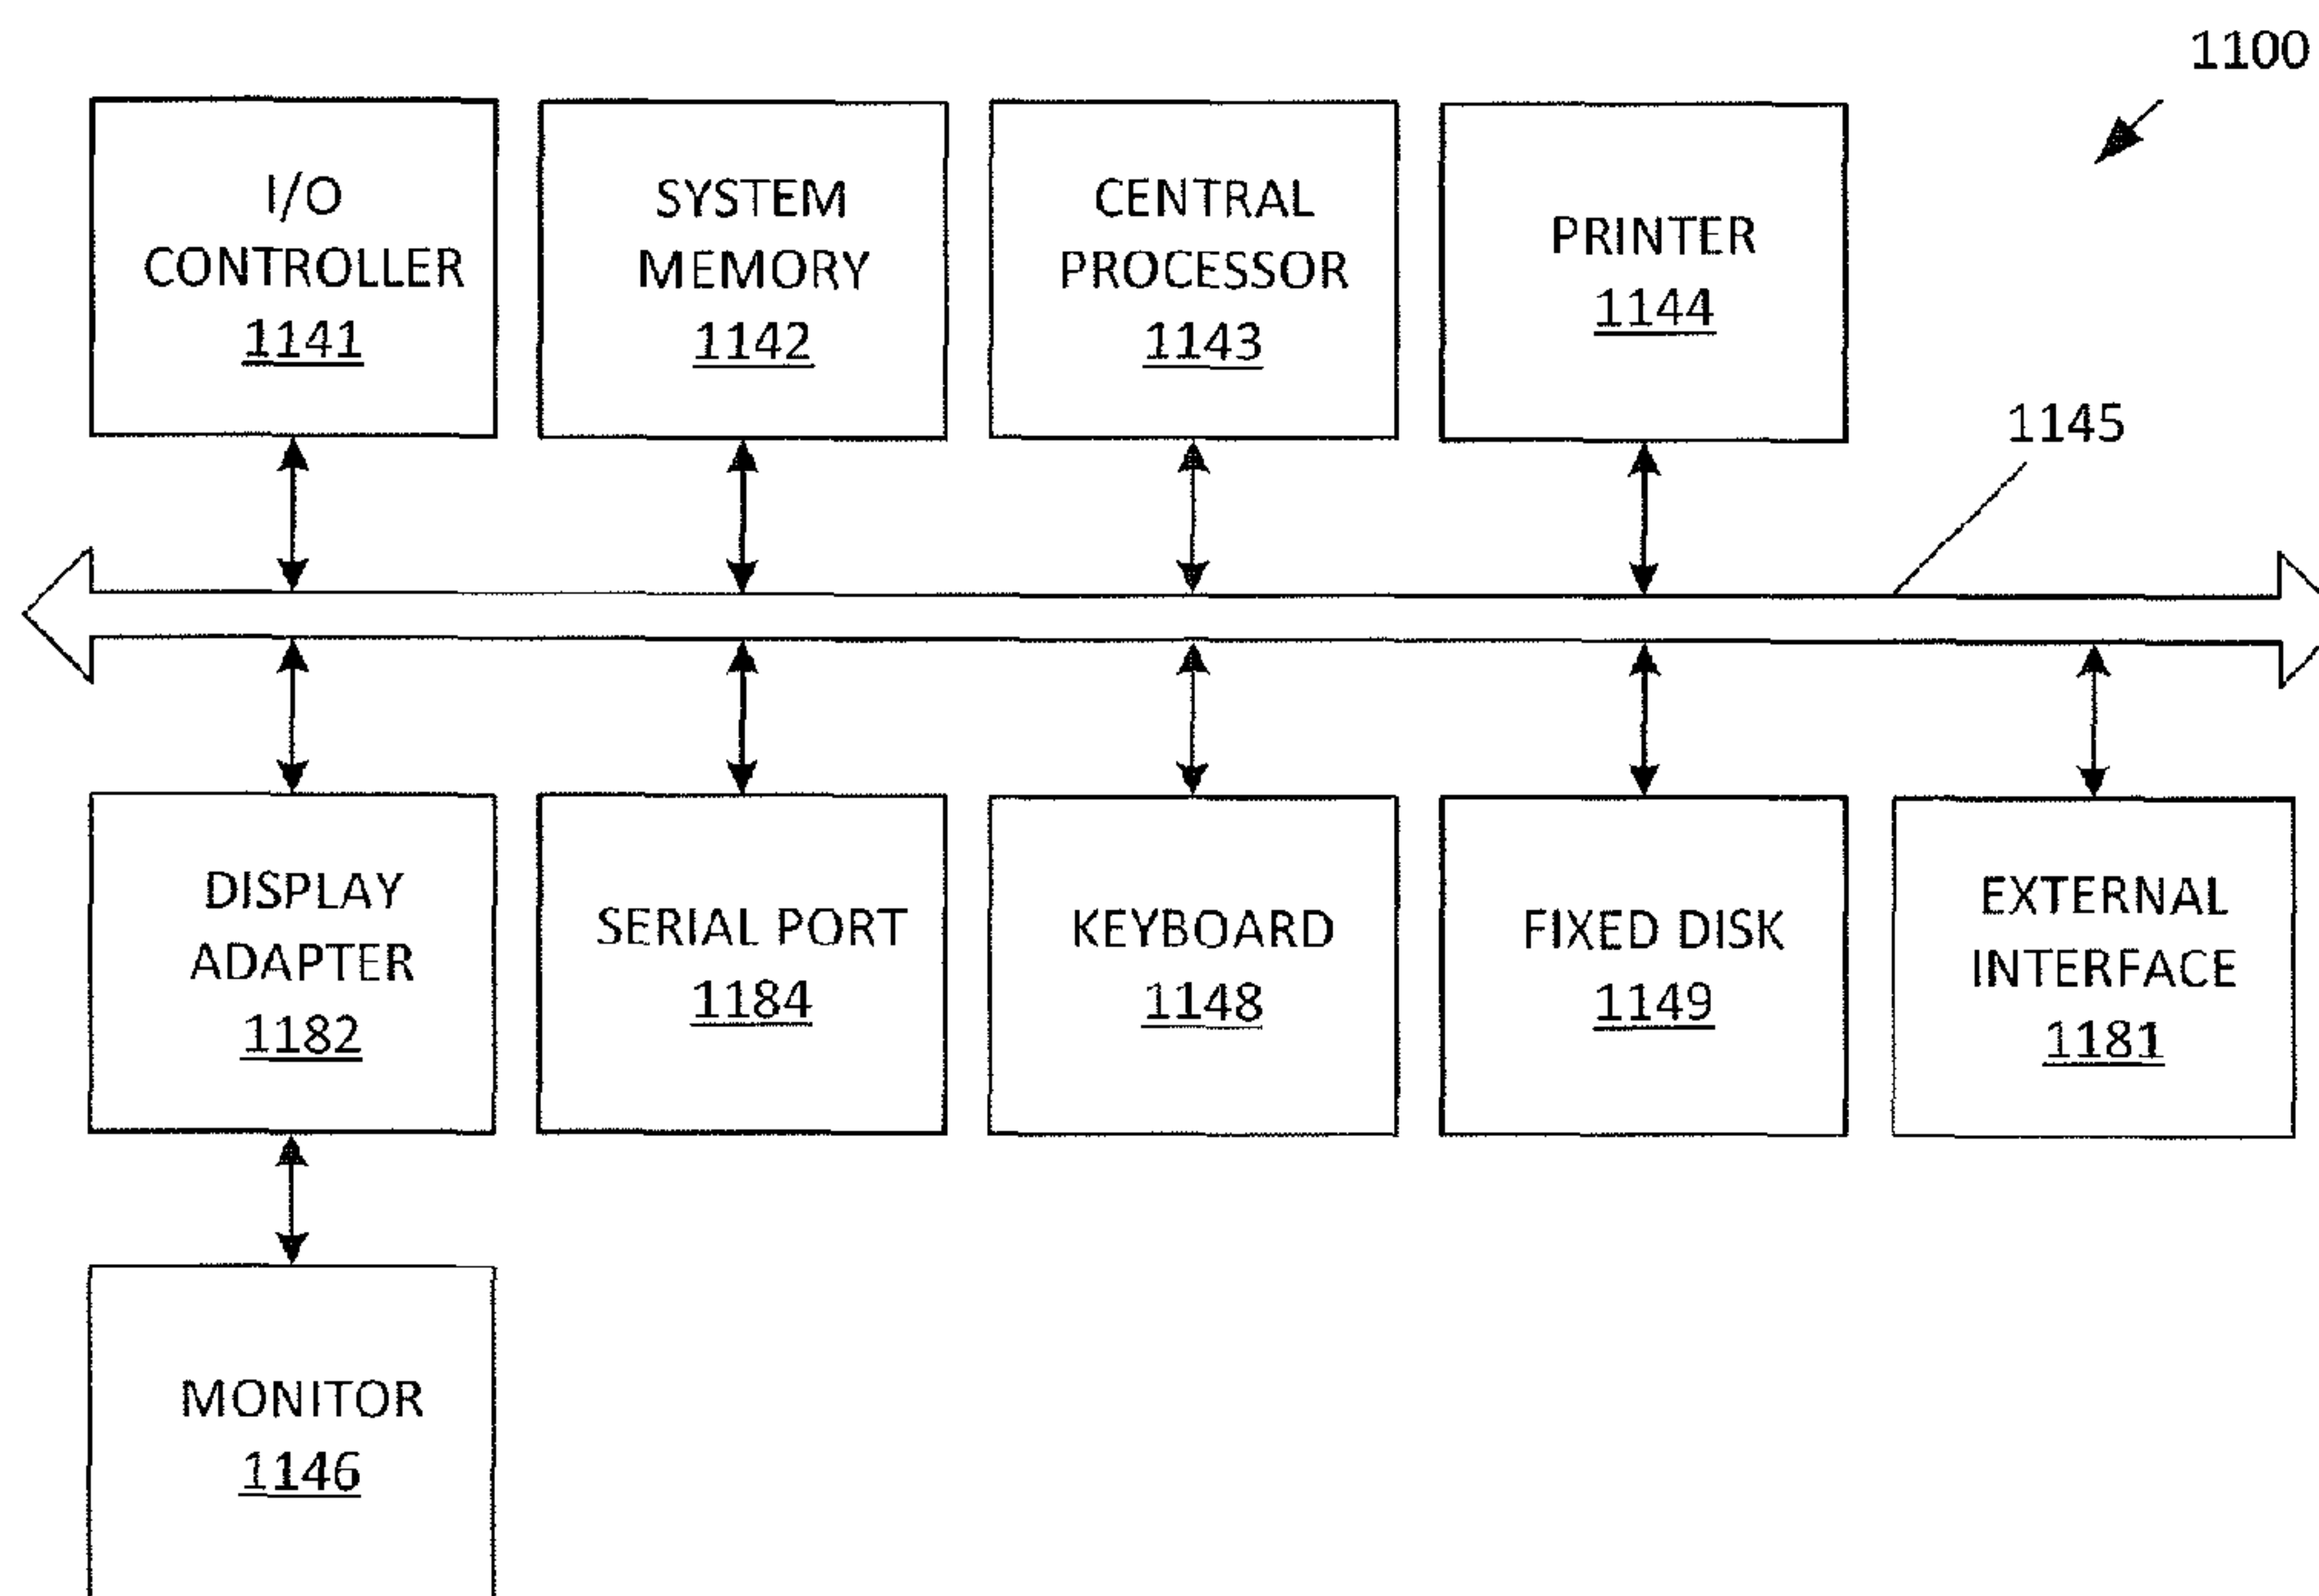 1100
I/O
CONTROLLER
1141
SYSTEM
MEMORY
1142
CENTRAL
PROCESSOR
1143
PRINTER
1144
1145
DISPLAY
ADAPTER
1182
SERIAL PORT
1184
KEYBOARD
1148
FIXED DISK
1149
EXTERNAL
INTERFACE
1181
MONITOR
1146